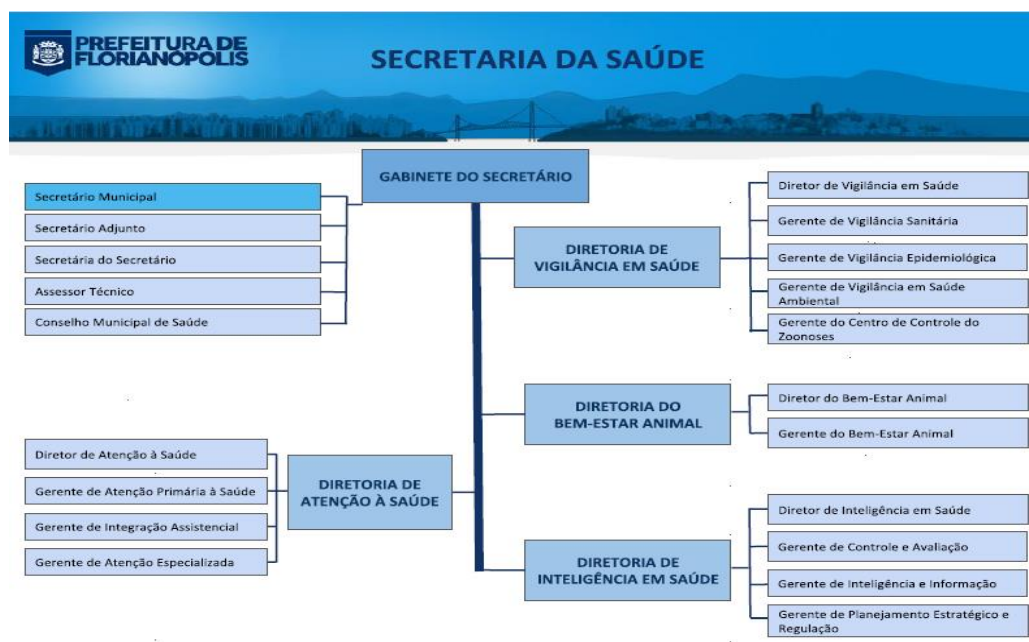 PREFEITURA DE
FLORIANÓPOLIS
SECRETARIA DA SAÚDE
GABINETE DO SECRETÁRIO
Secretário Municipal
Secretário Adjunto
Secretária do Secretário
Assessor Técnico
Conselho Municipal de Saúde
DIRETORIA DE
VIGILÂNCIA EM SAÚDE
Diretor de Vigilância em Saúde
Gerente de Vigilância Sanitária
Gerente de Vigilância Epidemiológica
Gerente de Vigilância em Saúde
Ambiental
Gerente do Centro de Controle do
Zoonoses
DIRETORIA DO
BEM-ESTAR ANIMAL
Diretor do Bem-Estar Animal
Gerente do Bem-Estar Animal
Diretor de Atenção à Saúde
Gerente de Atenção Primária à Saúde
Gerente de Integração Assistencial
Gerente de Atenção Especializada
DIRETORIA DE
ATENÇÃO À SAÚDE
DIRETORIA DE
INTELIGÊNCIA EM SAÚDE
Diretor de Inteligência em Saúde
Gerente de Controle e Avaliação
Gerente de Inteligência e Informação
Gerente de Planejamento Estratégico e
Regulação